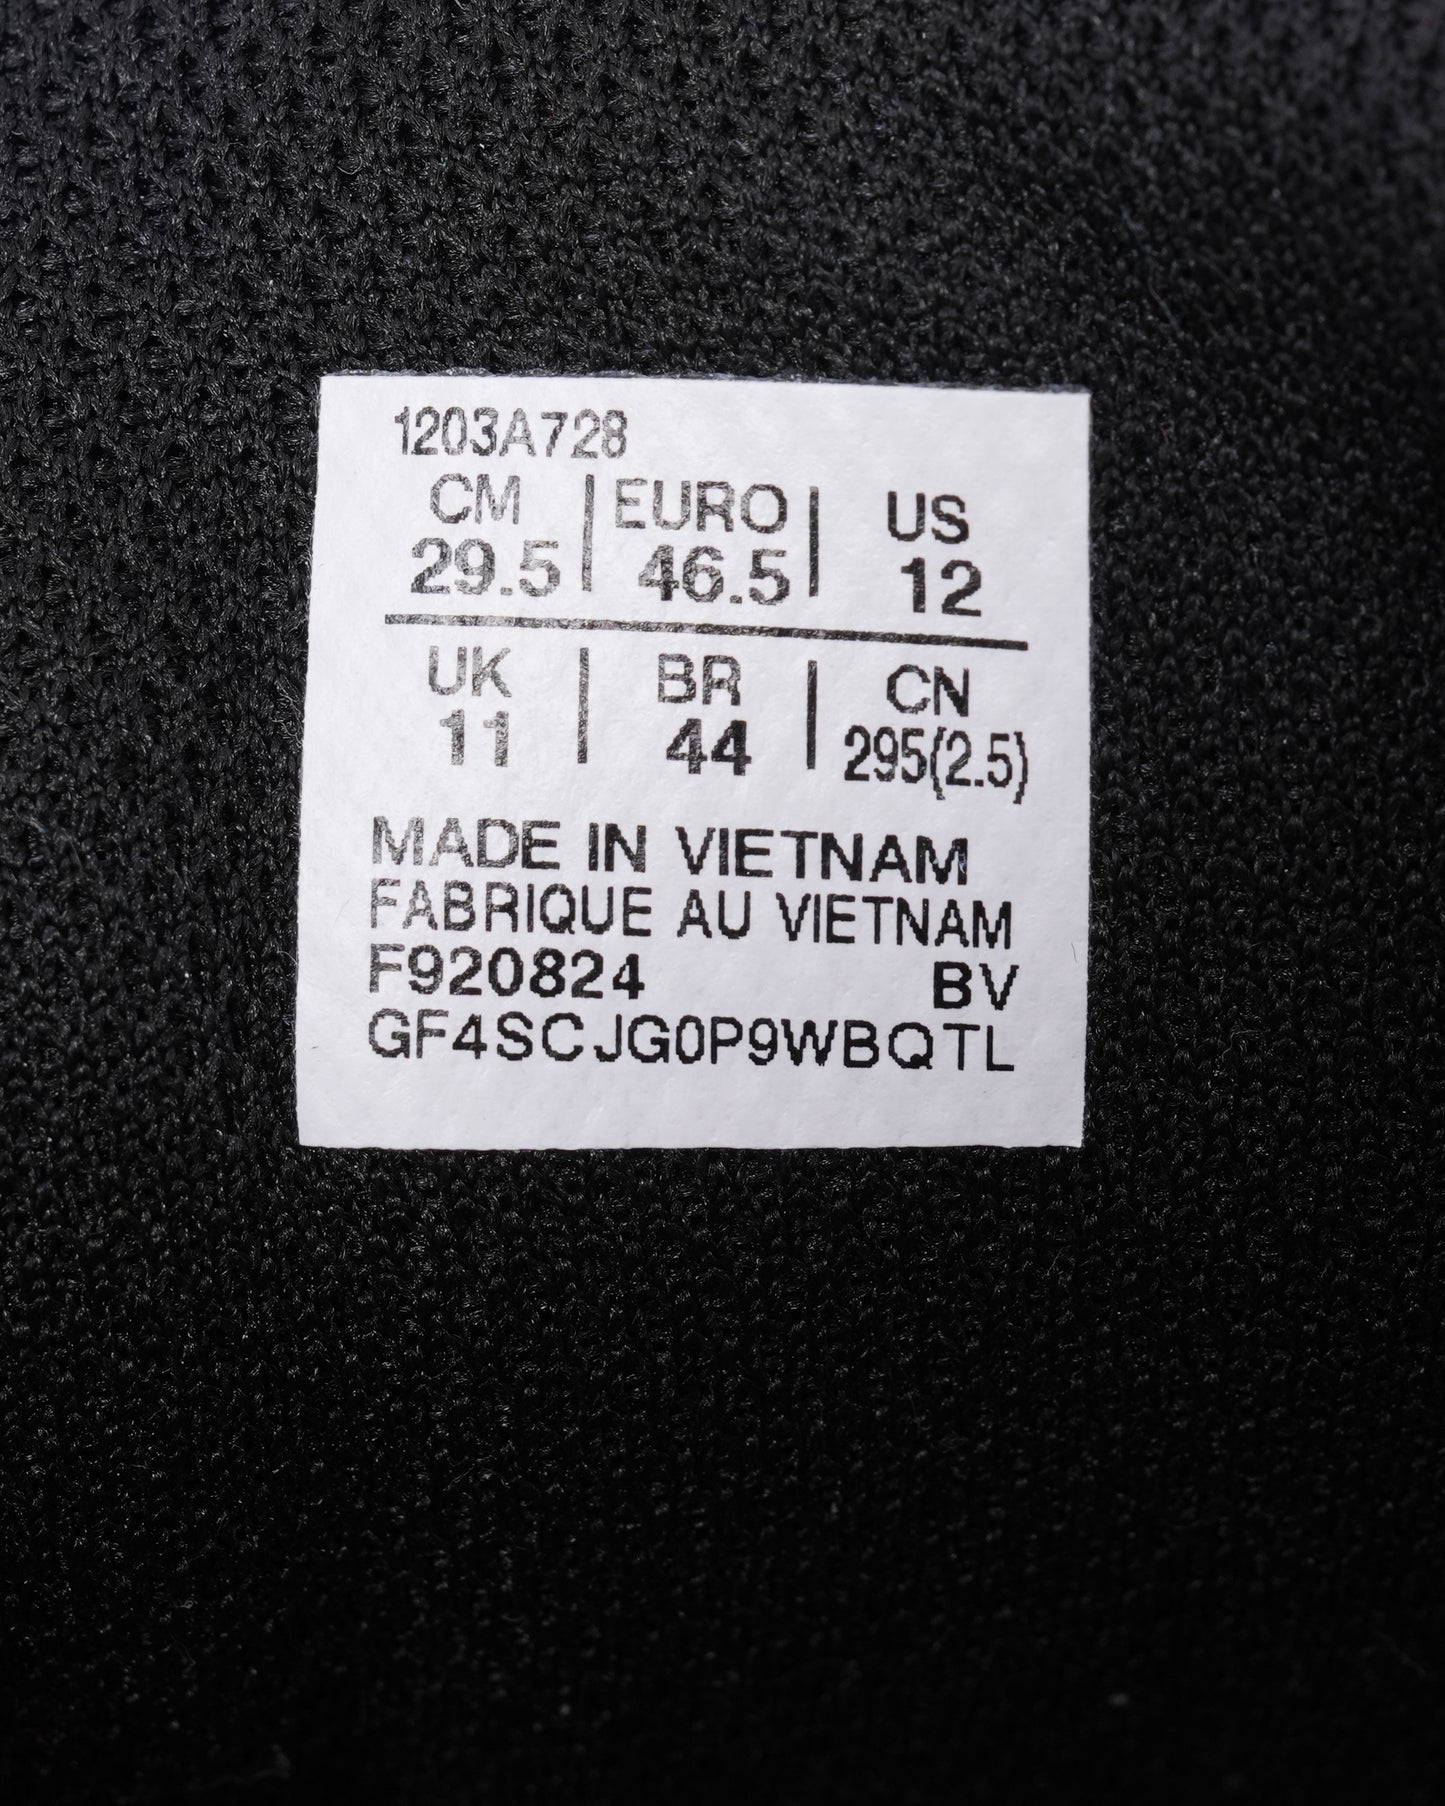 1203A728
CM | EURO | US
29.5 | 46.5 | 12
UK | BR | CN
11 | 44 | 295(2.5)
MADE IN VIETNAM
FABRIQUE AU VIETNAM
F920824 BV
GF4SCJG0P9WBQTL